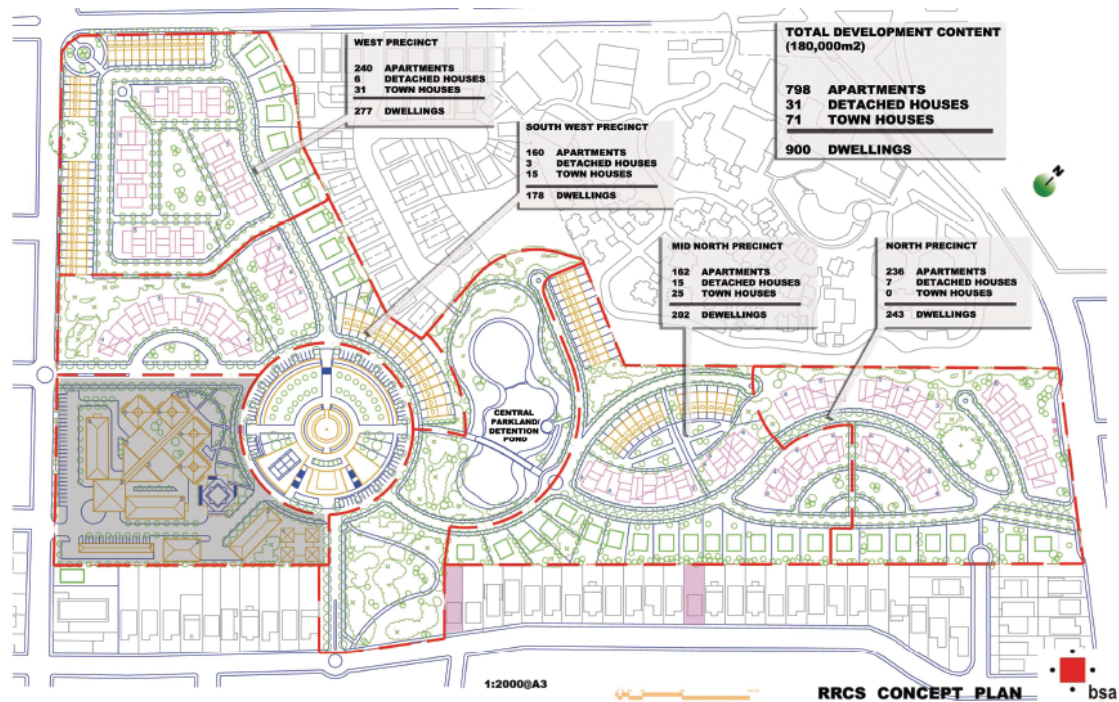 WEST PRECINCT
240 APARTMENTS
6 DETACHED HOUSES
31 TOWN HOUSES
277 DWELLINGS
SOUTH WEST PRECINCT
160 APARTMENTS
3 DETACHED HOUSES
15 TOWN HOUSES
178 DWELLINGS
TOTAL DEVELOPMENT CONTENT
(180,000m2)
798 APARTMENTS
31 DETACHED HOUSES
71 TOWN HOUSES
900 DWELLINGS
N
MID NORTH PRECINCT
162 APARTMENTS
15 DETACHED HOUSES
25 TOWN HOUSES
202 DEWELLINGS
NORTH PRECINCT
236 APARTMENTS
7 DETACHED HOUSES
0 TOWN HOUSES
243 DWELLINGS
CENTRAL
PARKLAND/
DETENTION
POND
1:2000@A3
RRCS CONCEPT PLAN
bsa